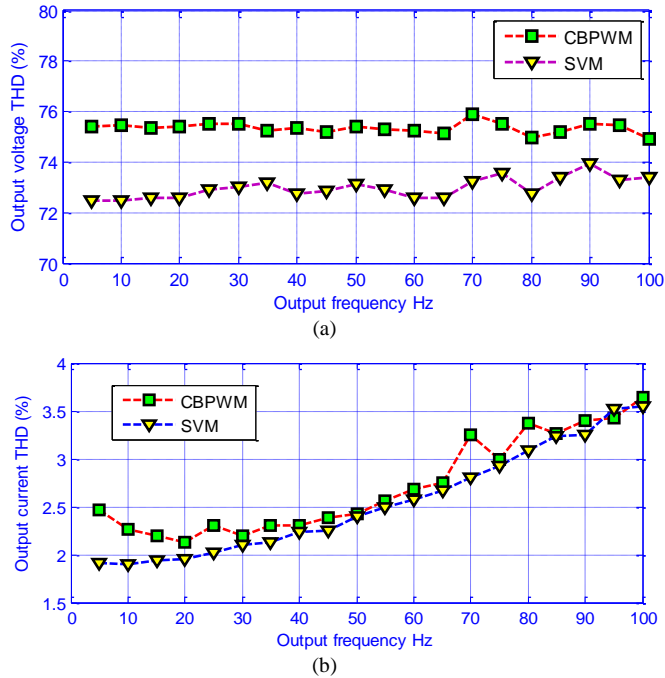 80
78
76
74
72
70
Output voltage THD (%)
CBPWM
SVM
0 10 20 30 40 50 60 70 80 90 100
Output frequency Hz
(a)
4
3.5
3
2.5
2
1.5
Output current THD (%)
CBPWM
SVM
0 10 20 30 40 50 60 70 80 90 100
Output frequency Hz
(b)